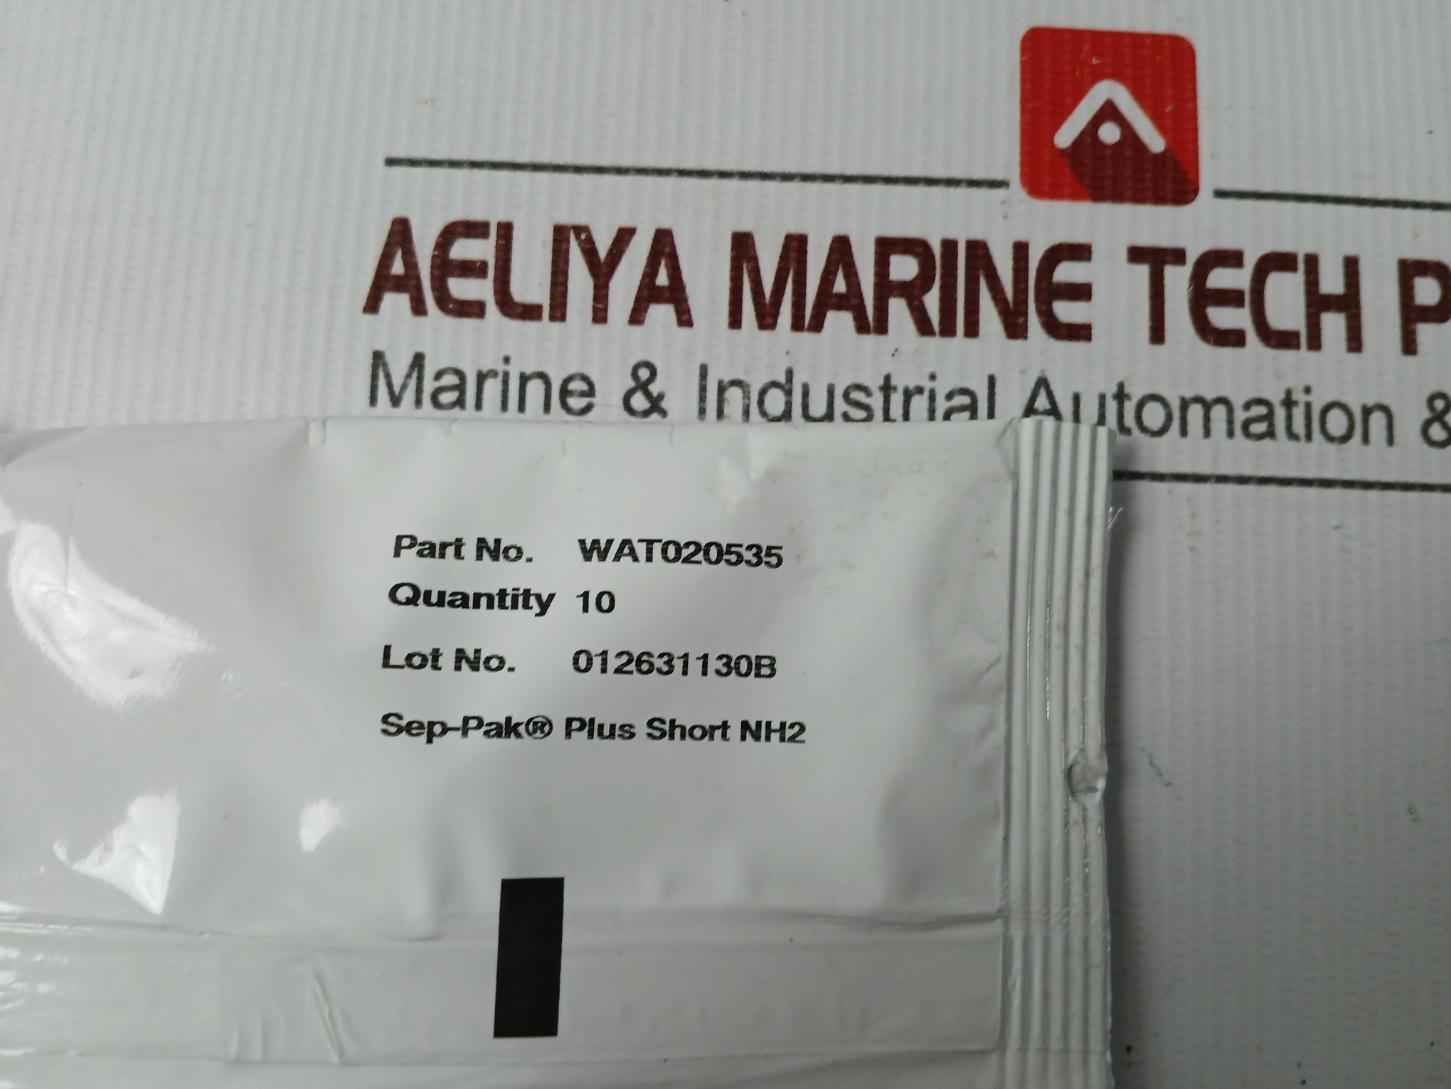 AELIYA MARINE TECH P
Marine & Industrial Automation &
Part No. WAT020535
Quantity 10
Lot No. 012631130B
Sep-Pak® Plus Short NH2